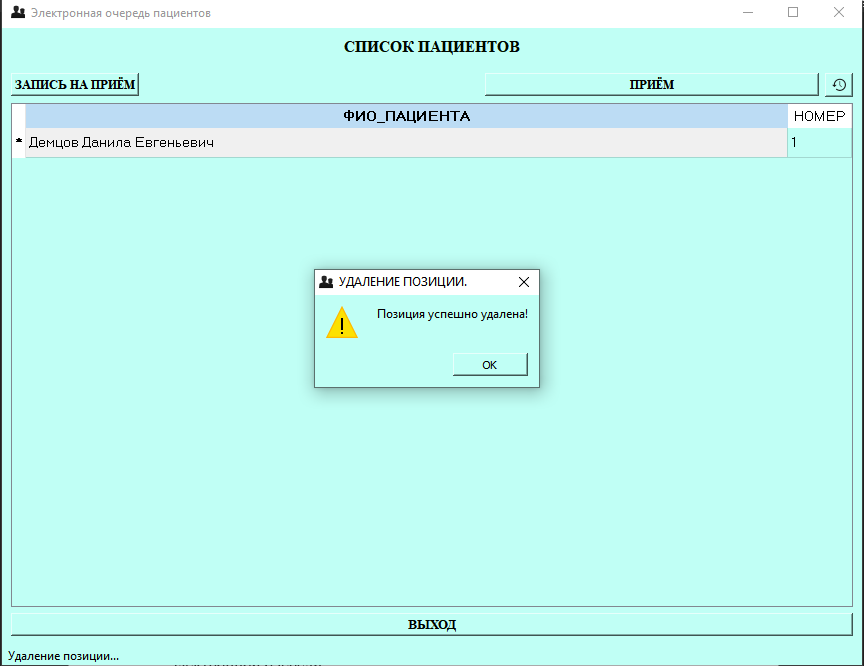 Электронная очередь пациентов
СПИСОК ПАЦИЕНТОВ
ЗАПИСЬ НА ПРИЁМ
ПРИЁМ
ФИО_ПАЦИЕНТА НОМЕР
* Демцов Данила Евгеньевич 1
УДАЛЕНИЕ ПОЗИЦИИ.
Позиция успешно удалена!
OK
ВЫХОД
Удаление позиции...